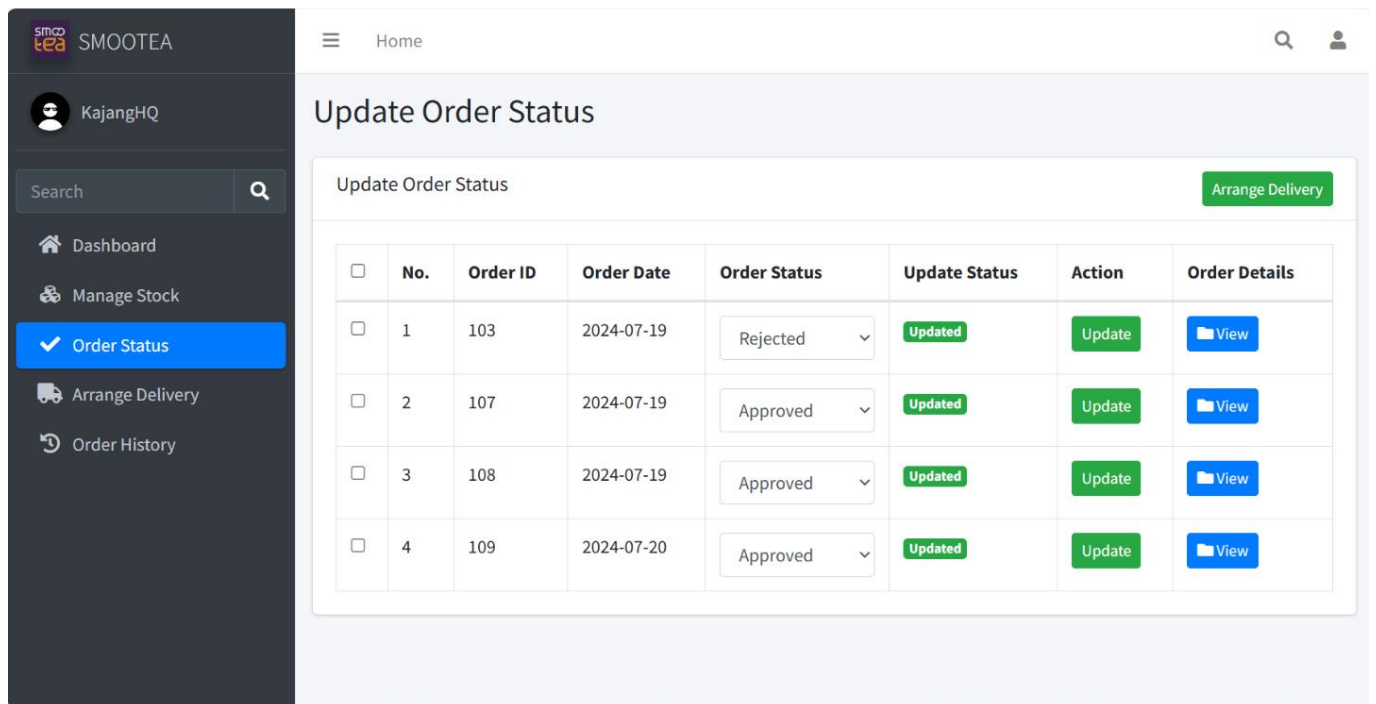 smoo
tea
SMOOTEA
Home
KajangHQ
Update Order Status
Search
Update Order Status
Arrange Delivery
Dashboard
Manage Stock
Order Status
Arrange Delivery
Order History
No. Order ID Order Date Order Status Update Status Action Order Details
1 103 2024-07-19 Rejected Updated Update View
2 107 2024-07-19 Approved Updated Update View
3 108 2024-07-19 Approved Updated Update View
4 109 2024-07-20 Approved Updated Update View